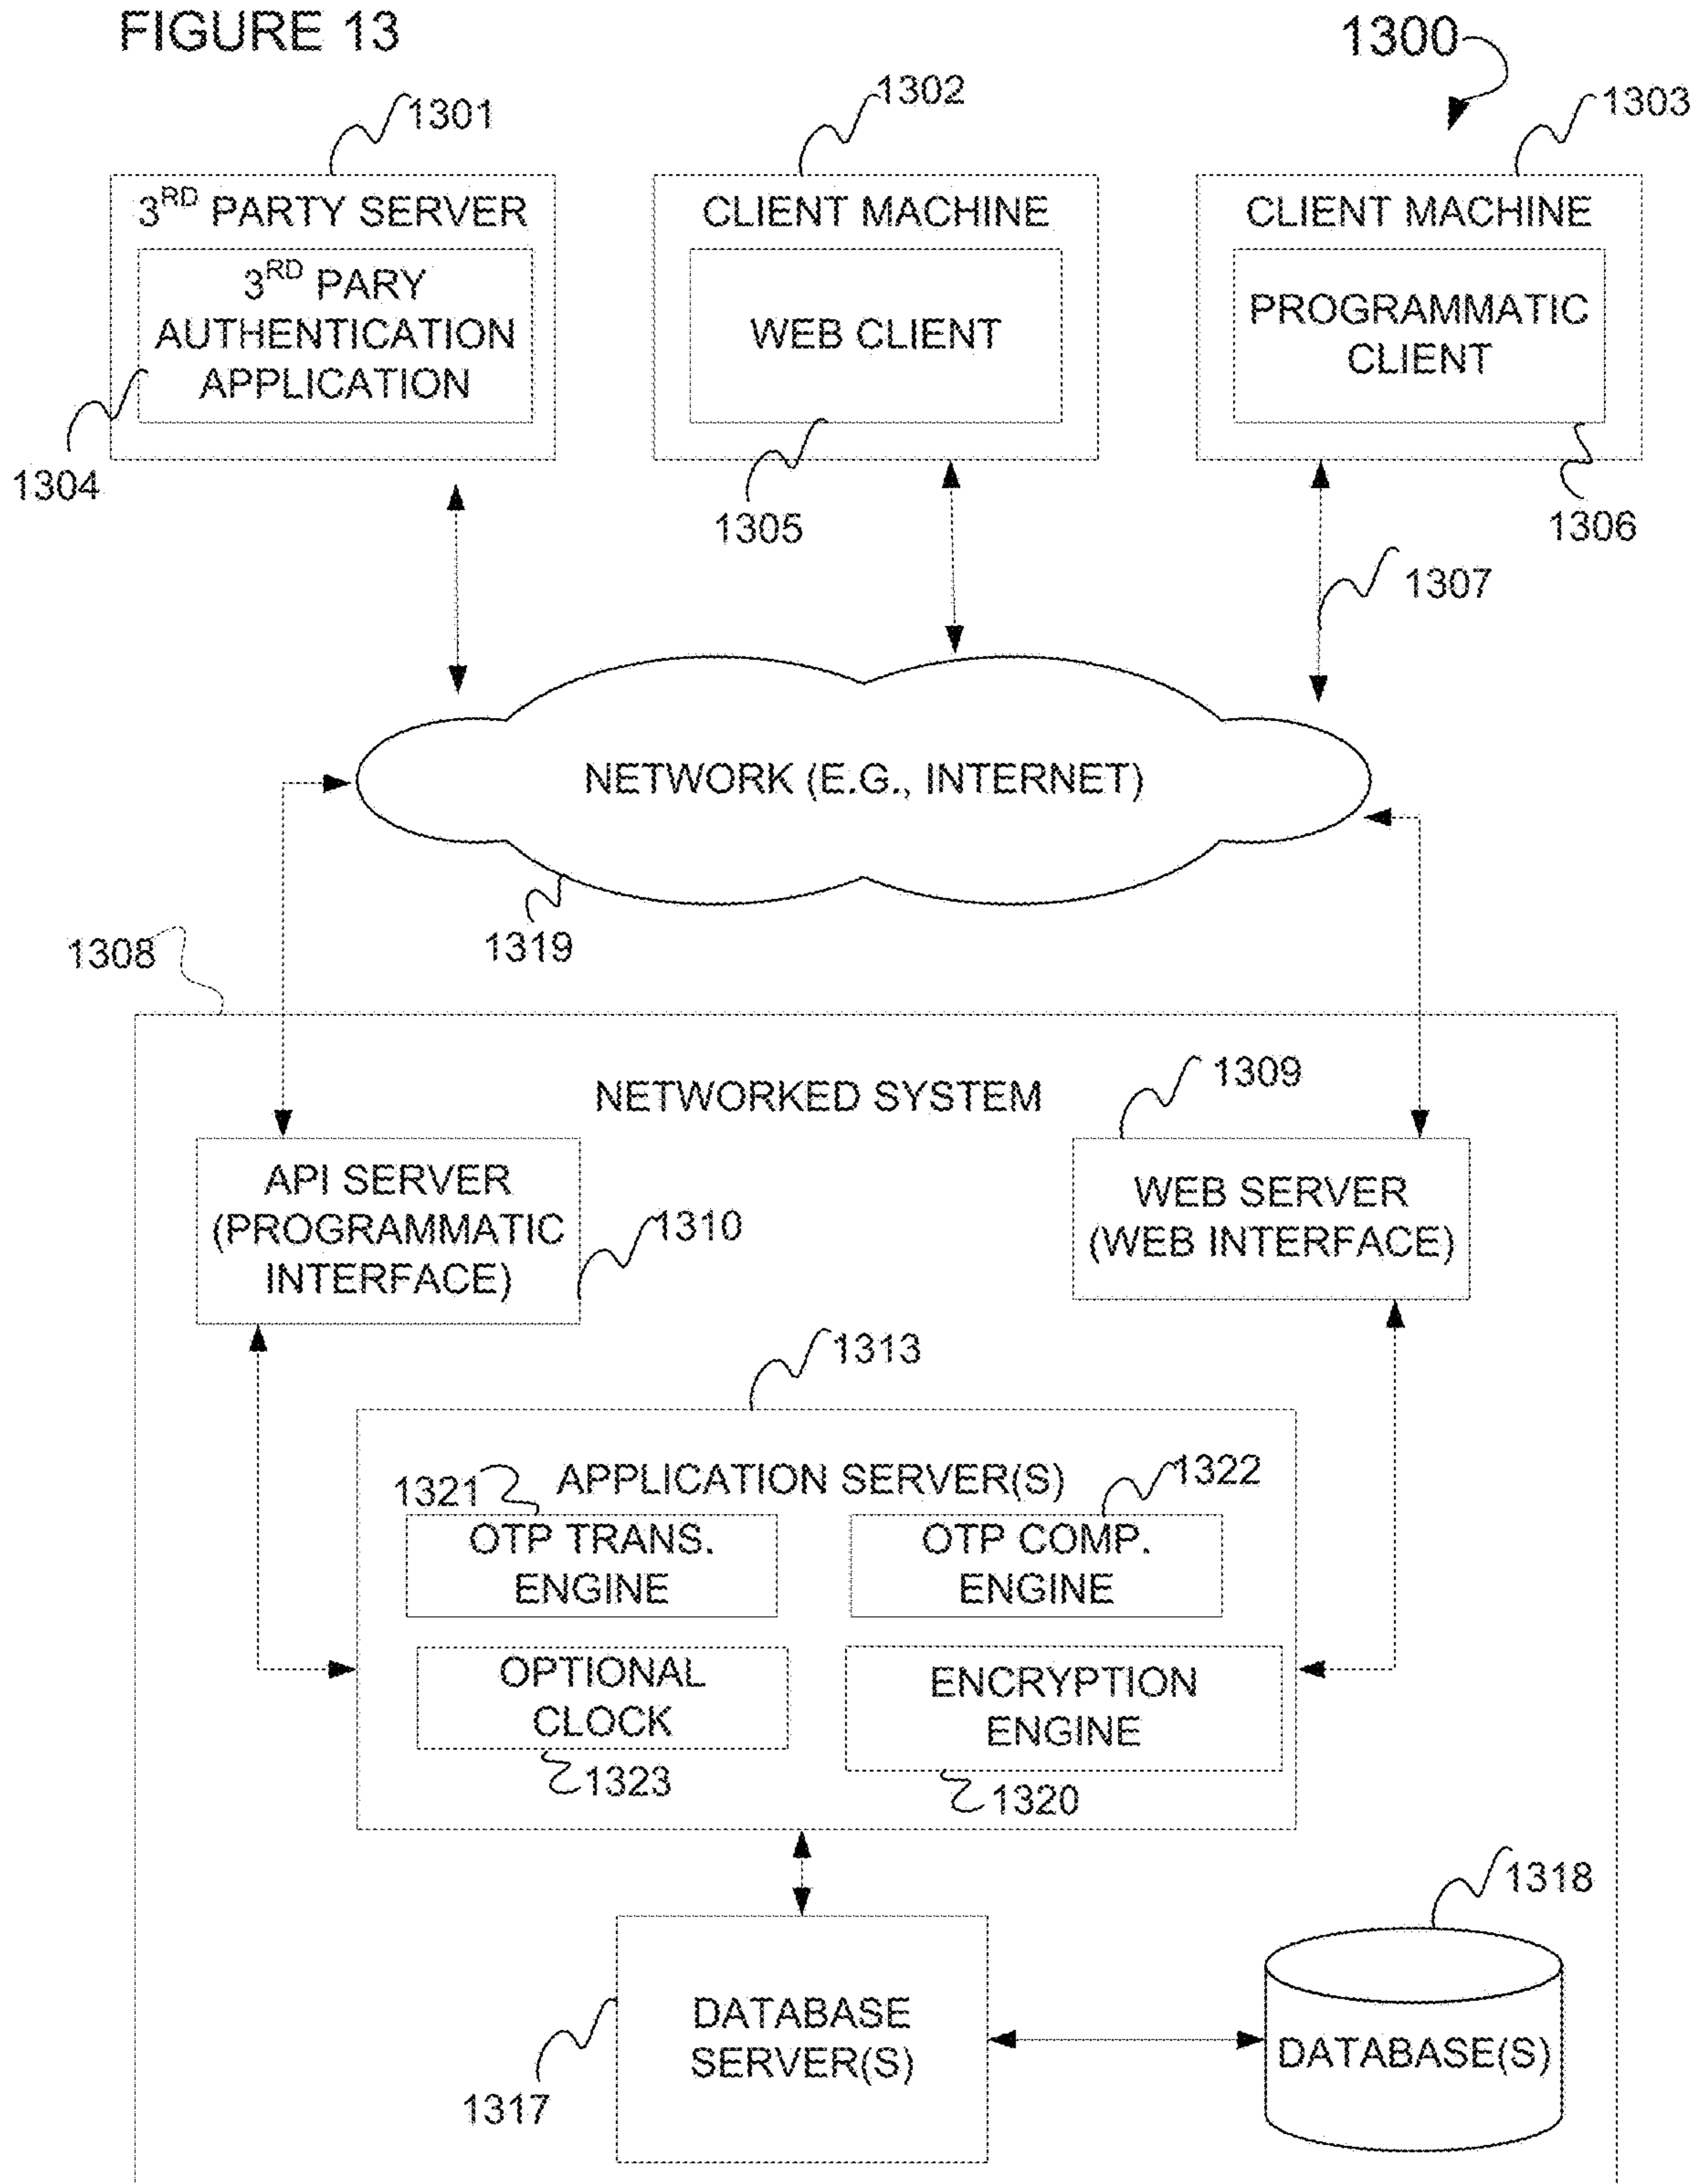 FIGURE 13
1300
1301
1302
1303
3RD PARTY SERVER
3RD PARY
AUTHENTICATION
APPLICATION
1304
CLIENT MACHINE
WEB CLIENT
1305
CLIENT MACHINE
PROGRAMMATIC
CLIENT
1306
1307
NETWORK (E.G., INTERNET)
1319
1308
NETWORKED SYSTEM
1309
API SERVER
(PROGRAMMATIC
INTERFACE)
1310
WEB SERVER
(WEB INTERFACE)
1313
APPLICATION SERVER(S)
1321
1322
OTP TRANS.
ENGINE
OTP COMP.
ENGINE
OPTIONAL
CLOCK
1323
ENCRYPTION
ENGINE
1320
1318
DATABASE
SERVER(S)
1317
DATABASE(S)